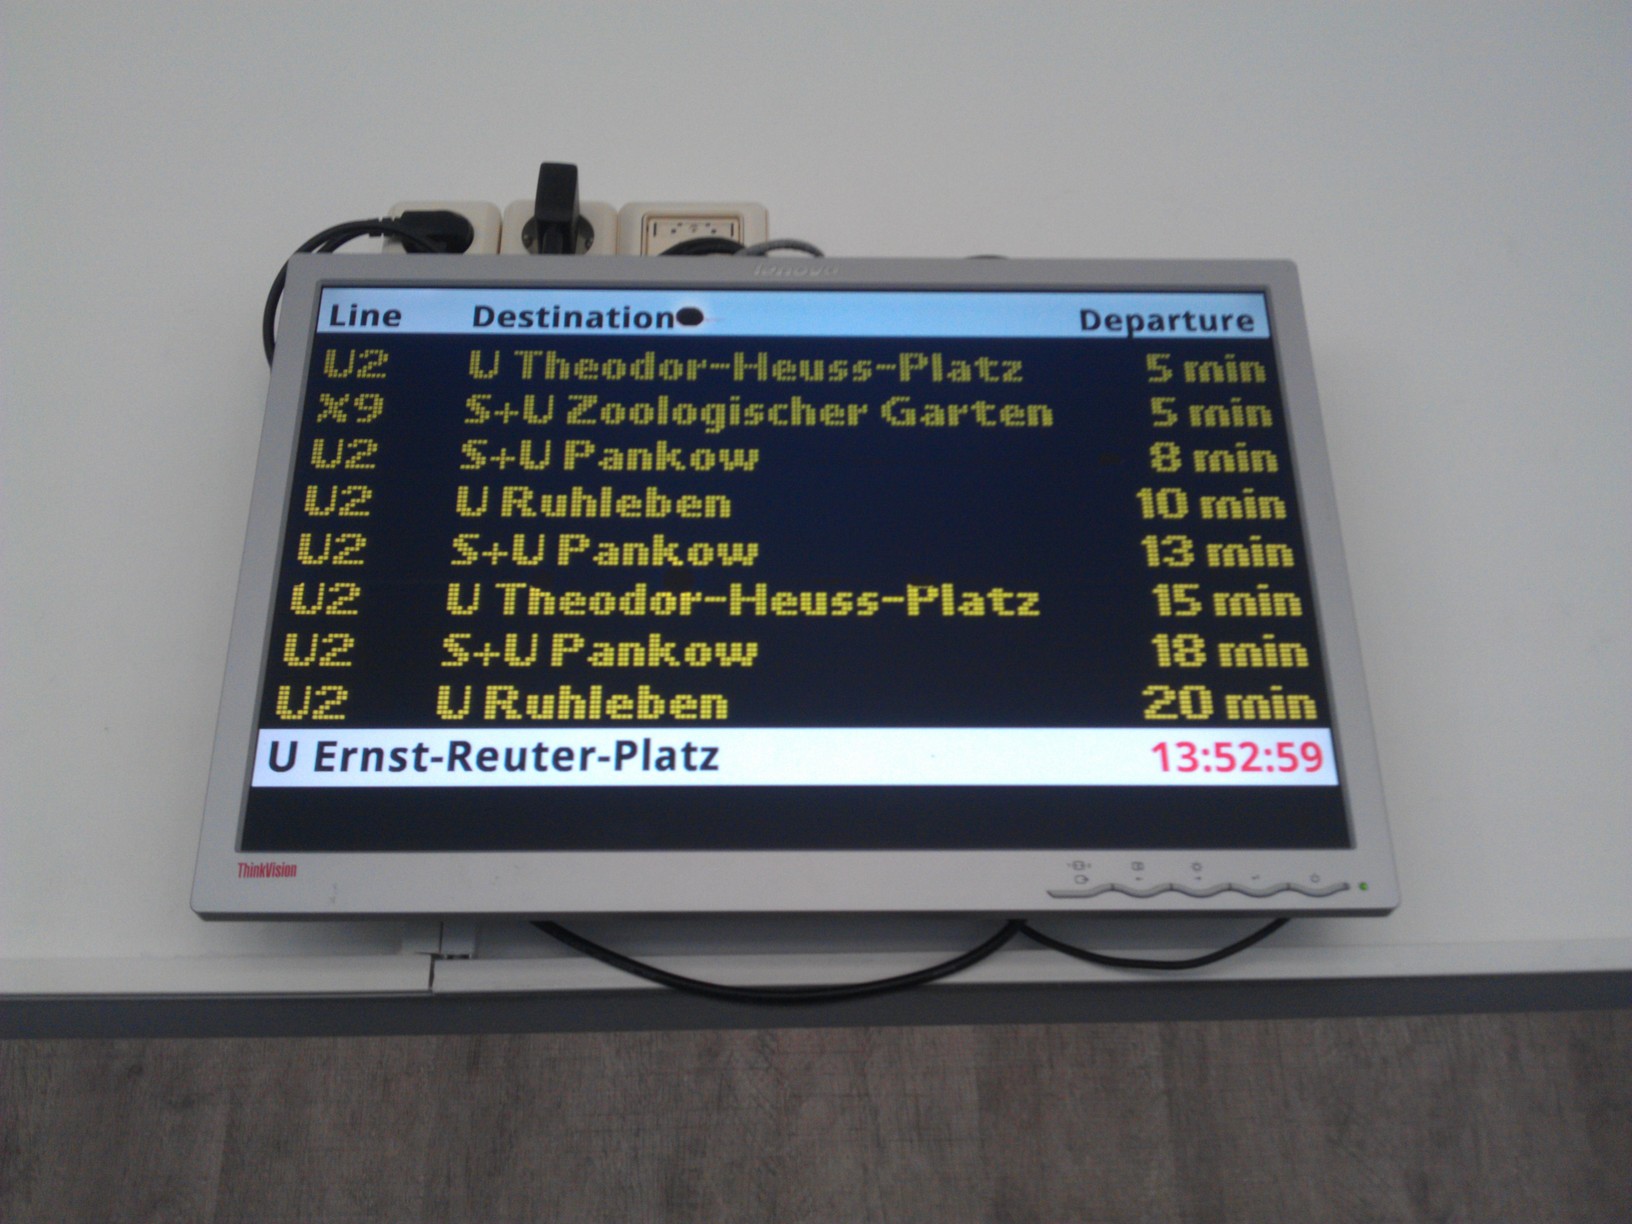 lenovo
Line Destination Departure
U2 U Theodor-Heuss-Platz 5 min
X9 S+U Zoologischer Garten 5 min
U2 S+U Pankow 8 min
U2 U Ruhleben 10 min
U2 S+U Pankow 13 min
U2 U Theodor-Heuss-Platz 15 min
U2 S+U Pankow 18 min
U2 U Ruhleben 20 min
U Ernst-Reuter-Platz 13:52:59
ThinkVision